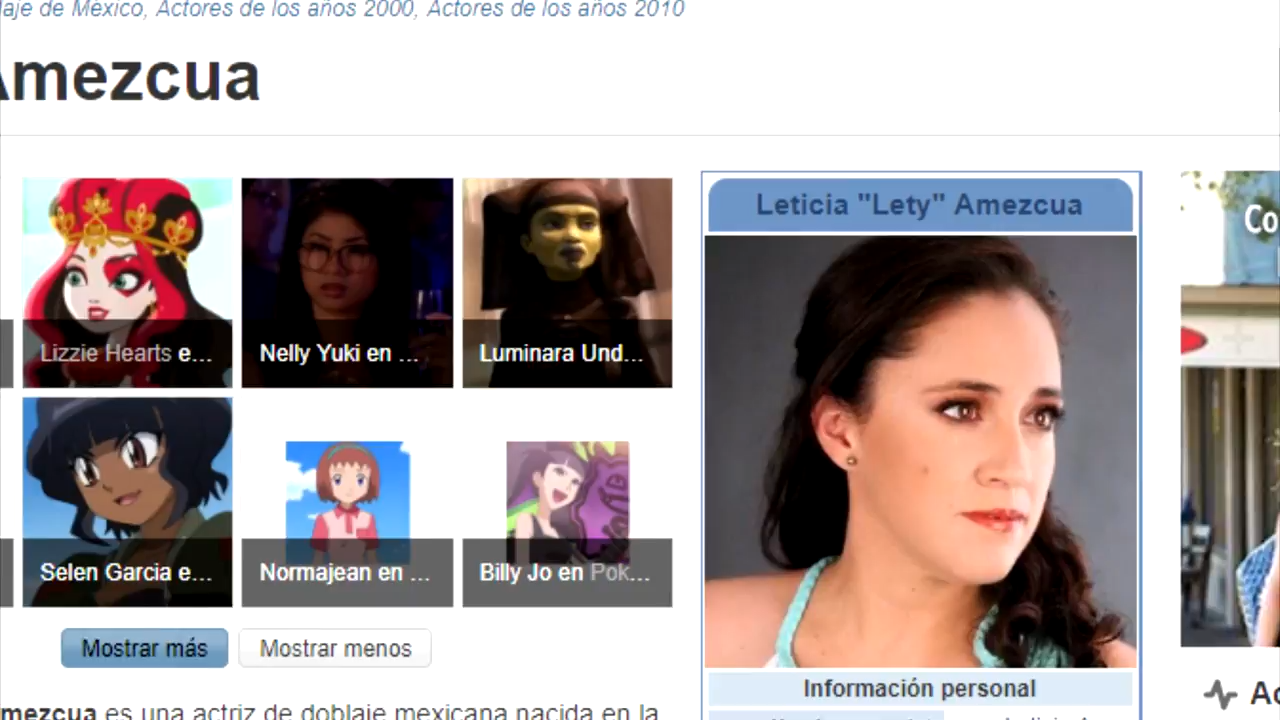 aje de México, Actores de los años 2000, Actores de los años 2010
Amezcua
Leticia "Lety" Amezcua
Co
Lizzie Hearts e...
Nelly Yuki en ...
Luminara Und...
Selen Garcia e...
Normajean en ...
Billy Jo en Pok...
Mostrar más
Mostrar menos
Información personal
Ac
mezcua es una actriz de doblaje mexicana nacida en la